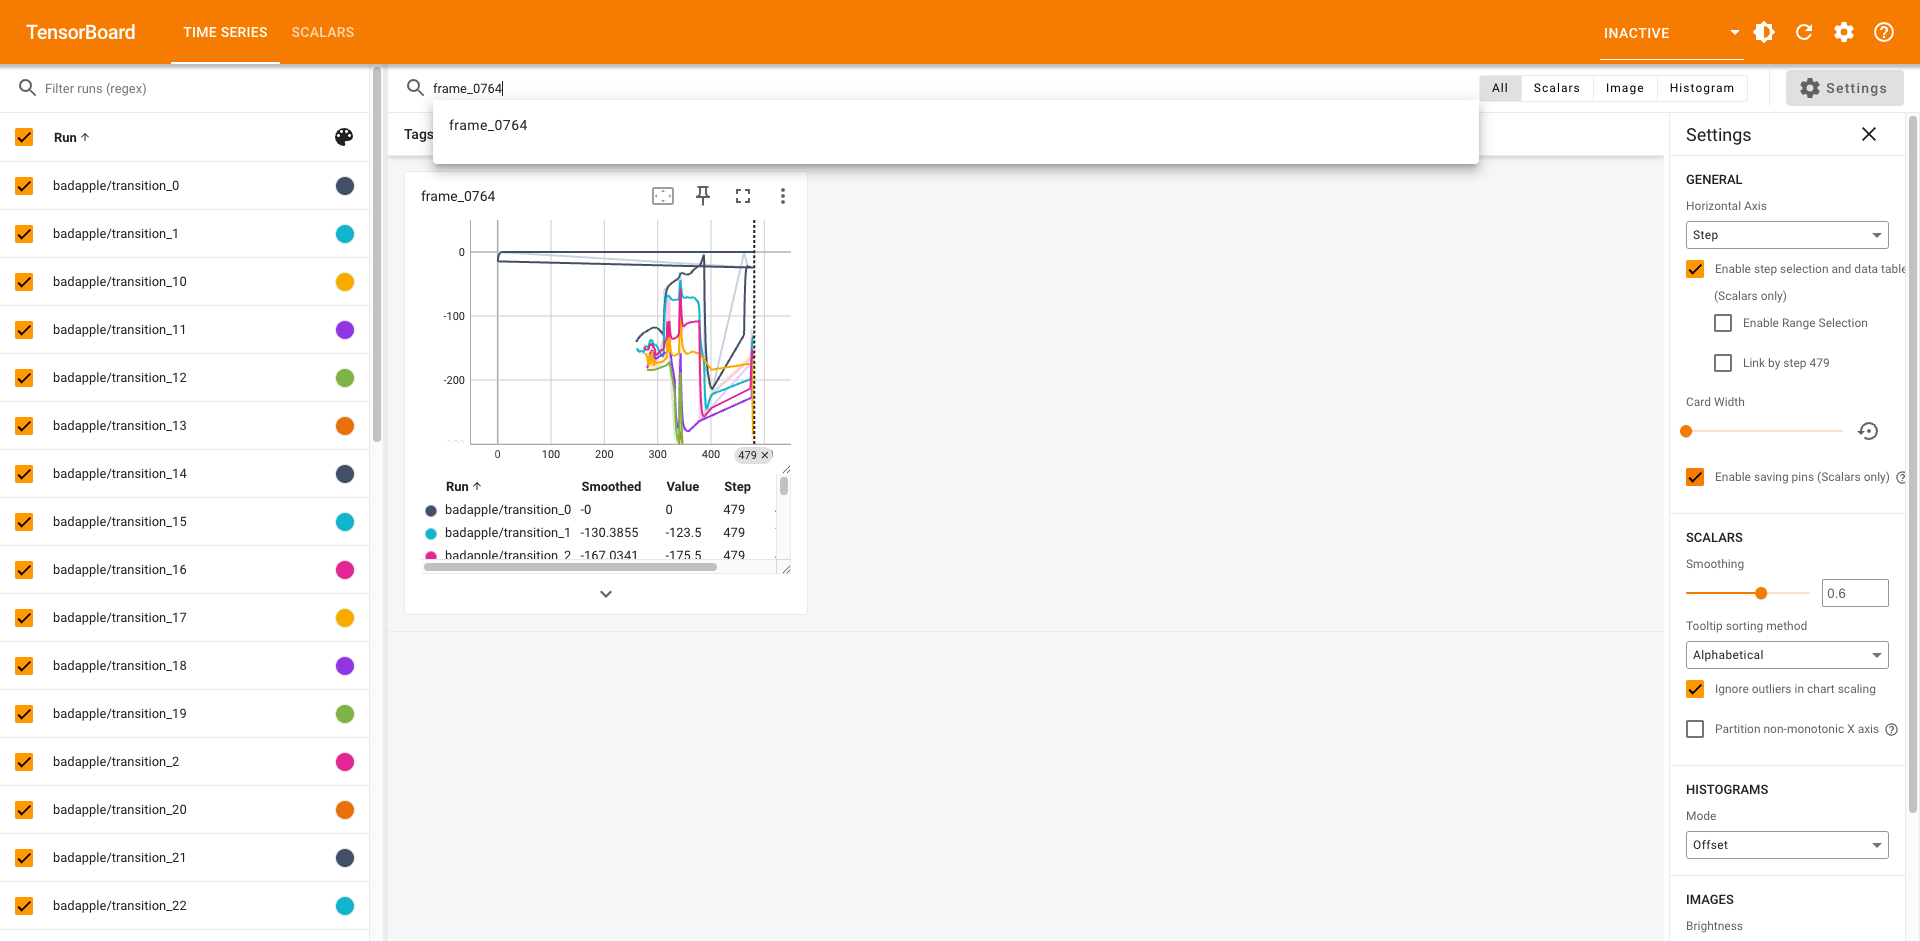 TensorBoard
TIME SERIES
SCALARS
INACTIVE
Filter runs (regex)
frame_0764
All
Scalars
Image
Histogram
Settings
frame_0764
Tags
Run
badapple/transition_0
badapple/transition_1
badapple/transition_10
badapple/transition_11
badapple/transition_12
badapple/transition_13
badapple/transition_14
badapple/transition_15
badapple/transition_16
badapple/transition_17
badapple/transition_18
badapple/transition_19
badapple/transition_2
badapple/transition_20
badapple/transition_21
badapple/transition_22
frame_0764
0
-100
-200
0 100 200 300 400 479
Run Smoothed Value Step
badapple/transition_0 -0 0 479
badapple/transition_1 -130.3855 -123.5 479
badapple/transition_2 -167.0341 -175.5 479
Settings
GENERAL
Horizontal Axis
Step
Enable step selection and data table
(Scalars only)
Enable Range Selection
Link by step 479
Card Width
Enable saving pins (Scalars only)
SCALARS
Smoothing
0.6
Tooltip sorting method
Alphabetical
Ignore outliers in chart scaling
Partition non-monotonic X axis
HISTOGRAMS
Mode
Offset
IMAGES
Brightness